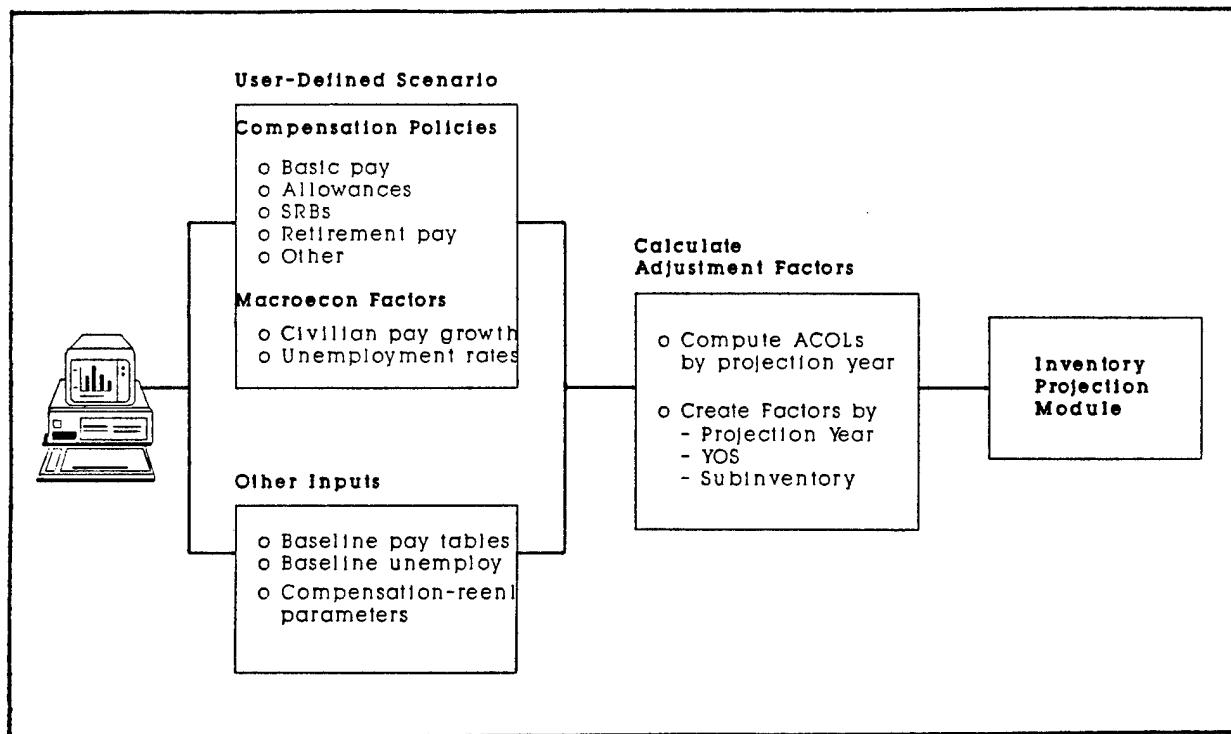 User-Defined Scenario
Compensation Policies
o Basic pay
o Allowances
o SRBs
o Retirement pay
o Other
Macroecon Factors
o Civilian pay growth
o Unemployment rates
Other Inputs
o Baseline pay tables
o Baseline unemploy
o Compensation-reenl
parameters
Calculate
Adjustment Factors
o Compute ACOLs
by projection year
o Create Factors by
- Projection Year
- YOS
- Subinventory
Inventory
Projection
Module